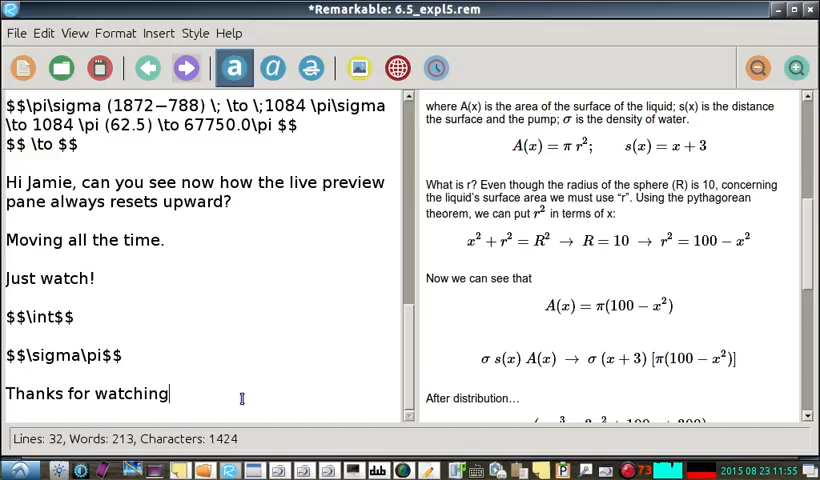 *Remarkable: 6.5_expl5.rem
File Edit View Format Insert Style Help
a a a
$$\pi\sigma (1872−788) \; \to \;1084 \pi\sigma
\to 1084 \pi (62.5) \to 67750.0\pi $$
$$ \to $$
Hi Jamie, can you see now how the live preview
pane always resets upward?
Moving all the time.
Just watch!
$$\int$$
$$\sigma\pi$$
Thanks for watching
where A(x) is the area of the surface of the liquid; s(x) is the distance
the surface and the pump; σ is the density of water.
A(x) = π r²; s(x) = x + 3
What is r? Even though the radius of the sphere (R) is 10, concerning
the liquid's surface area we must use “r”. Using the pythagorean
theorem, we can put r² in terms of x:
x² + r² = R² → R = 10 → r² = 100 − x²
Now we can see that
A(x) = π(100 − x²)
σ s(x) A(x) → σ (x + 3) [π(100 − x²)]
After distribution…
Lines: 32, Words: 213, Characters: 1424
dub
73
2015 08 23 11:55